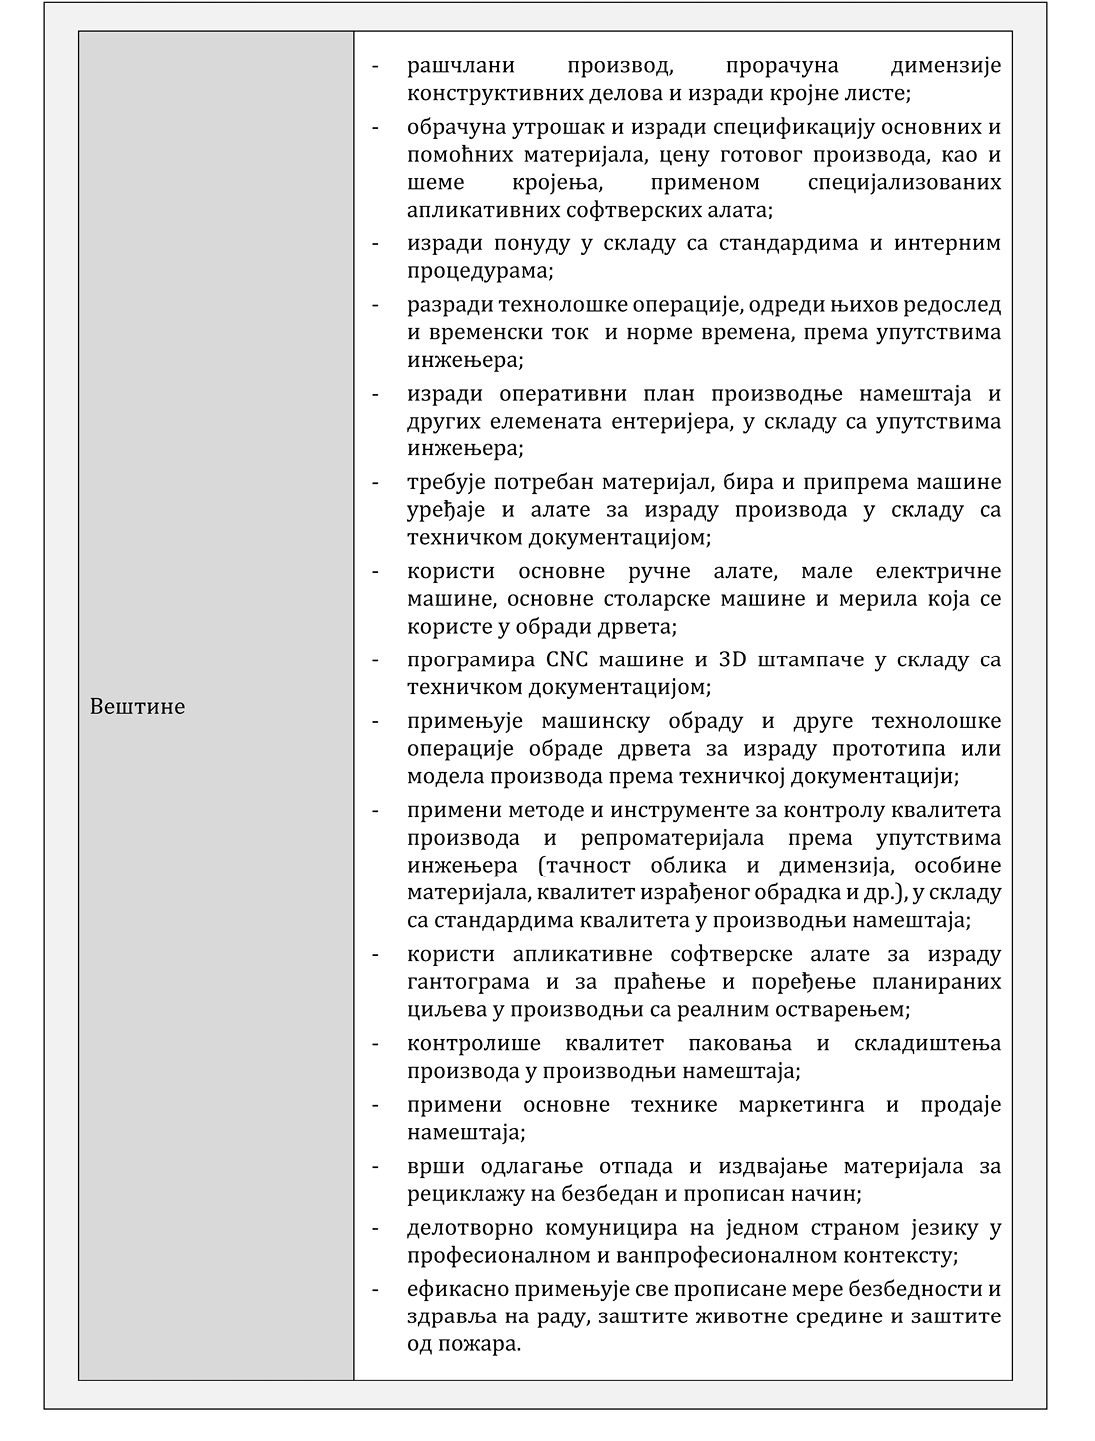 Вештине
- рашчлани производ, прорачуна димензије
конструктивних делова и изради кројне листе;
- обрачуна утрошак и изради спецификацију основних и
помоћних материјала, цену готовог производа, као и
шеме кројења, применом специјализованих
апликативних софтверских алата;
- изради понуду у складу са стандардима и интерним
процедурама;
- разради технолошке операције, одреди њихов редослед
и временски ток и норме времена, према упутствима
инжењера;
- изради оперативни план производње намештаја и
других елемената ентеријера, у складу са упутствима
инжењера;
- требује потребан материјал, бира и припрема машине
уређаје и алате за израду производа у складу са
техничком документацијом;
- користи основне ручне алате, мале електричне
машине, основне столарске машине и мерила која се
користе у обради дрвета;
- програмира CNC машине и 3D штампаче у складу са
техничком документацијом;
- примењује машинску обраду и друге технолошке
операције обраде дрвета за израду прототипа или
модела производа према техничкој документацији;
- примени методе и инструменте за контролу квалитета
производа и репроматеријала према упутствима
инжењера (тачност облика и димензија, особине
материјала, квалитет израђеног обрадка и др.), у складу
са стандардима квалитета у производњи намештаја;
- користи апликативне софтверске алате за израду
гантограма и за праћење и поређење планираних
циљева у производњи са реалним остварењем;
- контролише квалитет паковања и складиштења
производа у производњи намештаја;
- примени основне технике маркетинга и продаје
намештаја;
- врши одлагање отпада и издвајање материјала за
рециклажу на безбедан и прописан начин;
- делотворно комуницира на једном страном језику у
професионалном и ванпрофесионалном контексту;
- ефикасно примењује све прописане мере безбедности и
здравља на раду, заштите животне средине и заштите
од пожара.